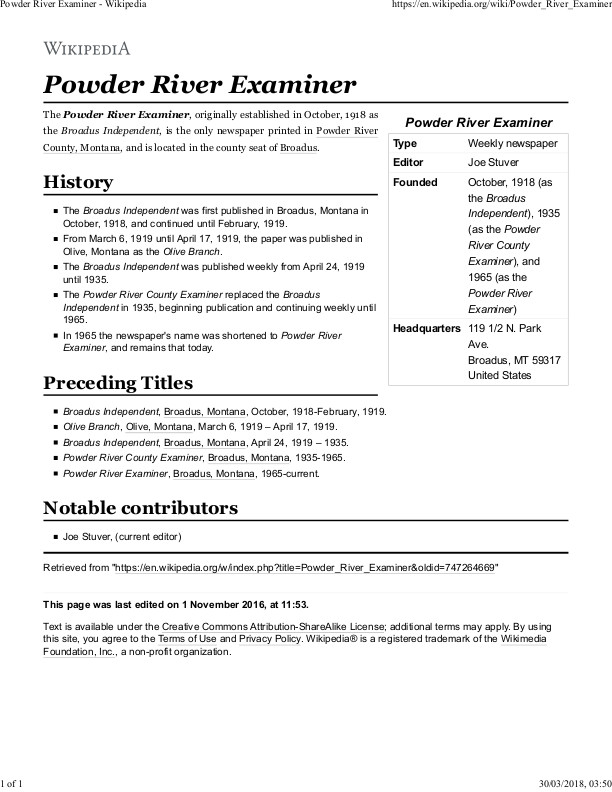 Powder River Examiner - Wikipedia
https://en.wikipedia.org/wiki/Powder_River_Examiner
WIKIPEDIA
Powder River Examiner
The Powder River Examiner, originally established in October, 1918 as
the Broadus Independent, is the only newspaper printed in Powder River
County, Montana, and is located in the county seat of Broadus.
Powder River Examiner
Type Weekly newspaper
Editor Joe Stuver
Founded October, 1918 (as
the Broadus
Independent), 1935
(as the Powder
River County
Examiner), and
1965 (as the
Powder River
Examiner)
Headquarters 119 1/2 N. Park
Ave.
Broadus, MT 59317
United States
History
The Broadus Independent was first published in Broadus, Montana in
October, 1918, and continued until February, 1919.
From March 6, 1919 until April 17, 1919, the paper was published in
Olive, Montana as the Olive Branch.
The Broadus Independent was published weekly from April 24, 1919
until 1935.
The Powder River County Examiner replaced the Broadus
Independent in 1935, beginning publication and continuing weekly until
1965.
In 1965 the newspaper's name was shortened to Powder River
Examiner, and remains that today.
Preceding Titles
Broadus Independent, Broadus, Montana, October, 1918-February, 1919.
Olive Branch, Olive, Montana, March 6, 1919 – April 17, 1919.
Broadus Independent, Broadus, Montana, April 24, 1919 – 1935.
Powder River County Examiner, Broadus, Montana, 1935-1965.
Powder River Examiner, Broadus, Montana, 1965-current.
Notable contributors
Joe Stuver, (current editor)
Retrieved from "https://en.wikipedia.org/w/index.php?title=Powder_River_Examiner&oldid=747264669"
This page was last edited on 1 November 2016, at 11:53.
Text is available under the Creative Commons Attribution-ShareAlike License; additional terms may apply. By using
this site, you agree to the Terms of Use and Privacy Policy. Wikipedia® is a registered trademark of the Wikimedia
Foundation, Inc., a non-profit organization.
1 of 1
30/03/2018, 03:50